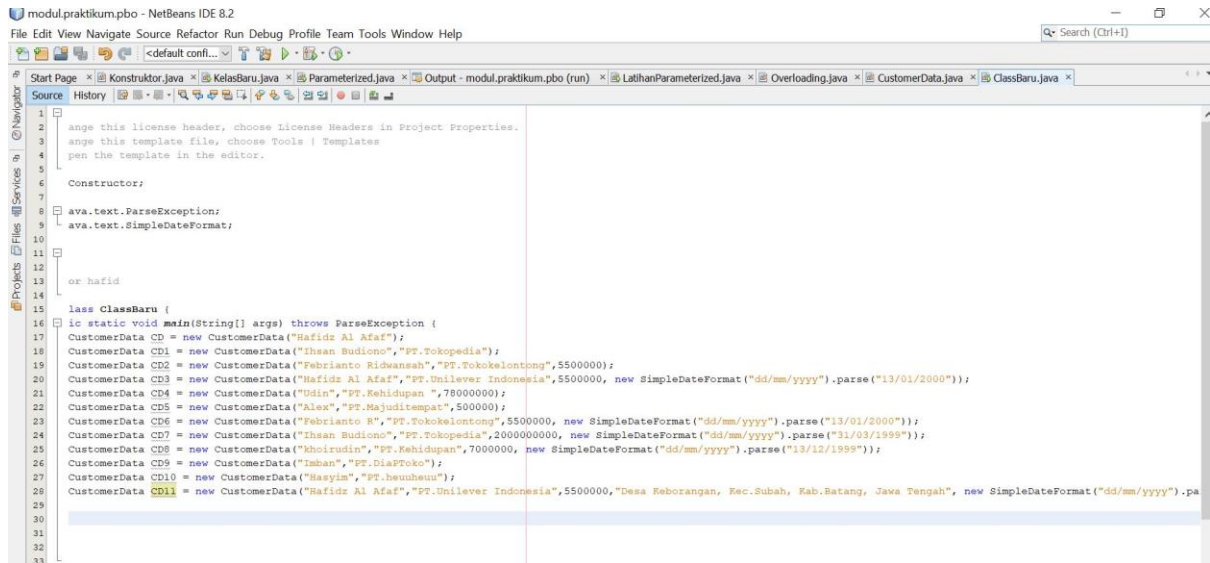 modul.praktikum.pbo - NetBeans IDE 8.2
File Edit View Navigate Source Refactor Run Debug Profile Team Tools Window Help
Search (Ctrl+I)
<default confi...
Start Page Konstruktor.java KelasBaru.java Parameterized.java Output - modul.praktikum.pbo (run) LatihanParameterized.java Overloading.java CustomerData.java ClassBaru.java
Source History
Navigator
Services
Files
Projects
1
2 ange this license header, choose License Headers in Project Properties.
3 ange this template file, choose Tools | Templates
4 pen the template in the editor.
5
6 Constructor;
7
8 ava.text.ParseException;
9 ava.text.SimpleDateFormat;
10
11
12
13 or hafid
14
15 lass ClassBaru {
16 ic static void main(String[] args) throws ParseException {
17 CustomerData CD = new CustomerData("Hafidz Al Afaf");
18 CustomerData CD1 = new CustomerData("Ihsan Budiono","PT.Tokopedia");
19 CustomerData CD2 = new CustomerData("Febrianto Ridwansah","PT.Tokokelontong",5500000);
20 CustomerData CD3 = new CustomerData("Hafidz Al Afaf","PT.Unilever Indonesia",5500000, new SimpleDateFormat("dd/mm/yyyy").parse("13/01/2000"));
21 CustomerData CD4 = new CustomerData("Udin","PT.Kehidupan ",78000000);
22 CustomerData CD5 = new CustomerData("Alex","PT.Majuditempat",500000);
23 CustomerData CD6 = new CustomerData("Febrianto R","PT.Tokokelontong",5500000, new SimpleDateFormat("dd/mm/yyyy").parse("13/01/2000"));
24 CustomerData CD7 = new CustomerData("Ihsan Budiono","PT.Tokopedia",2000000000, new SimpleDateFormat("dd/mm/yyyy").parse("31/03/1999"));
25 CustomerData CD8 = new CustomerData("khoirudin","PT.Kehidupan",7000000, new SimpleDateFormat("dd/mm/yyyy").parse("13/12/1999"));
26 CustomerData CD9 = new CustomerData("Imban","PT.DiaPToko");
27 CustomerData CD10 = new CustomerData("Hasyim","PT.heuuheuu");
28 CustomerData CD11 = new CustomerData("Hafidz Al Afaf","PT.Unilever Indonesia",5500000,"Desa Keborangan, Kec.Subah, Kab.Batang, Jawa Tengah", new SimpleDateFormat("dd/mm/yyyy").pa
29
30
31
32
33